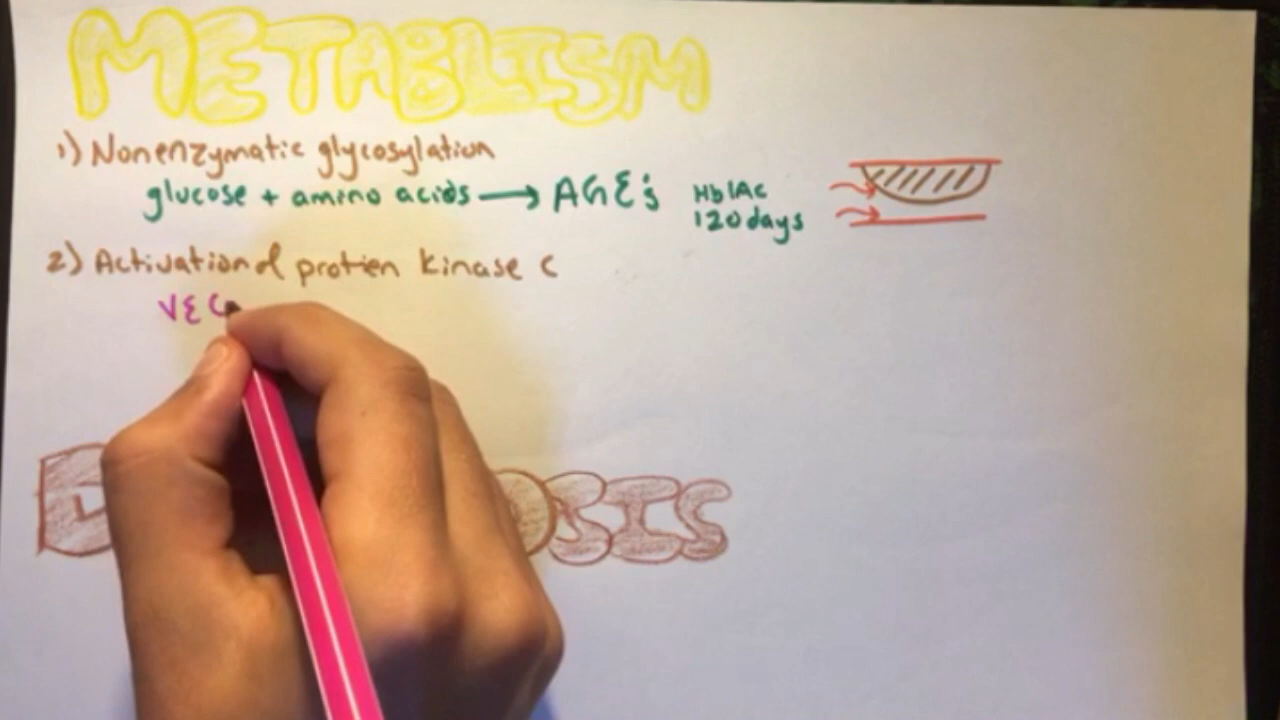 METABLISM
1) Nonenzymatic glycosylation
glucose + amino acids → AGE's
HbIAc
120 days
2) Activation of protien kinase C
VEG